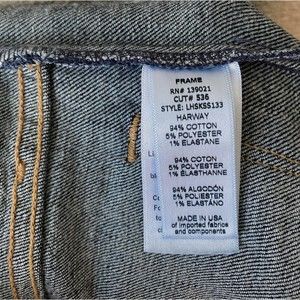 FRAME
RN# 139021
CUT# 536
STYLE: LHSKSS133
HARWAY
94% COTTON
5% POLYESTER
1% ELASTANE
94% COTON
5% POLYESTER
1% ÉLASTHANNE
94% ALGODÓN
5% POLIESTER
1% ELASTANO
MADE IN USA
of imported fabrics
and components